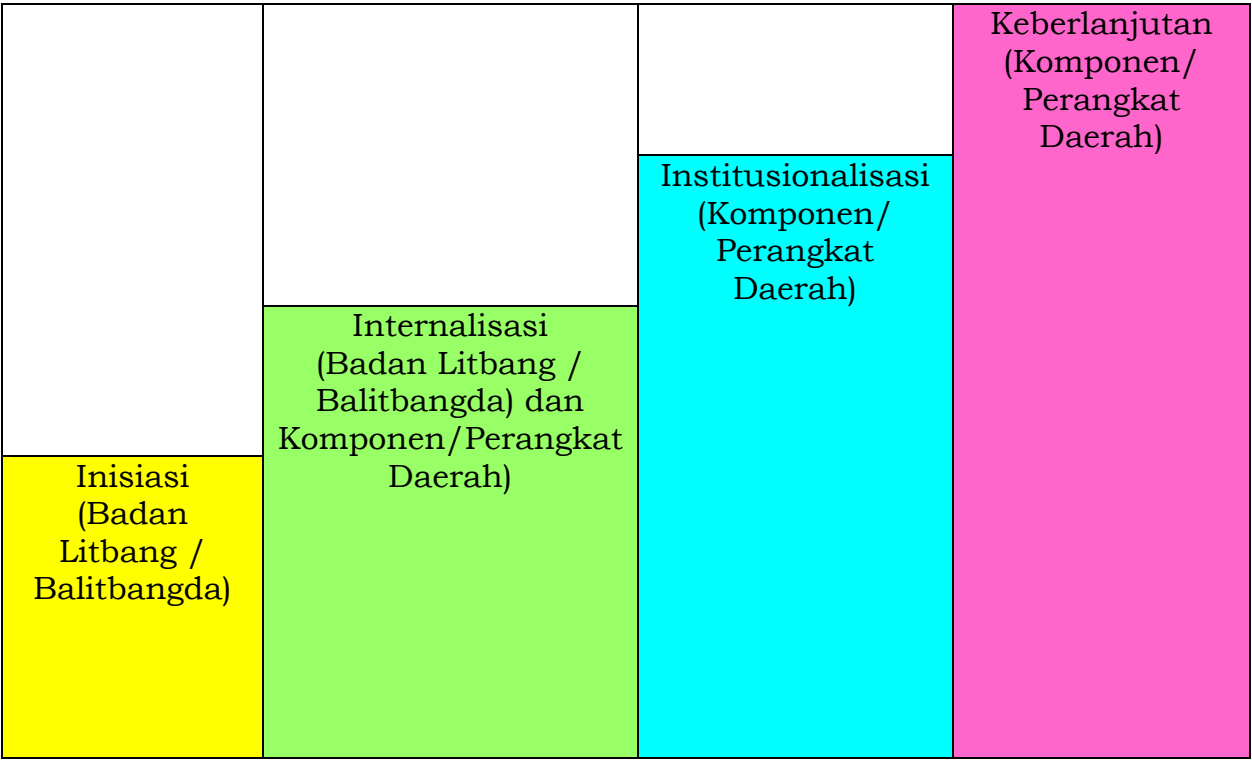 Keberlanjutan
(Komponen/
Perangkat
Daerah)
Institusionalisasi
(Komponen/
Perangkat
Daerah)
Internalisasi
(Badan Litbang /
Balitbangda) dan
Komponen/Perangkat
Daerah)
Inisiasi
(Badan
Litbang /
Balitbangda)